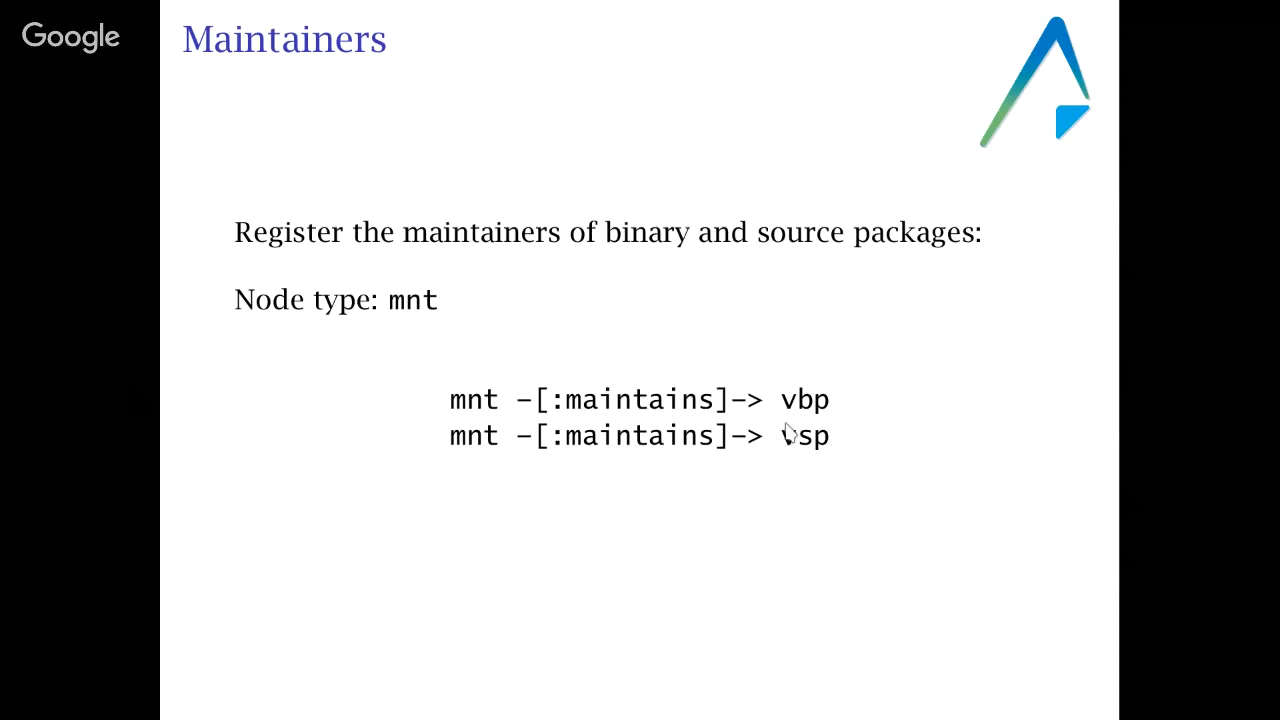 Google
Maintainers
Register the maintainers of binary and source packages:
Node type: mnt
mnt -[:maintains]-> vbp
mnt -[:maintains]-> vsp